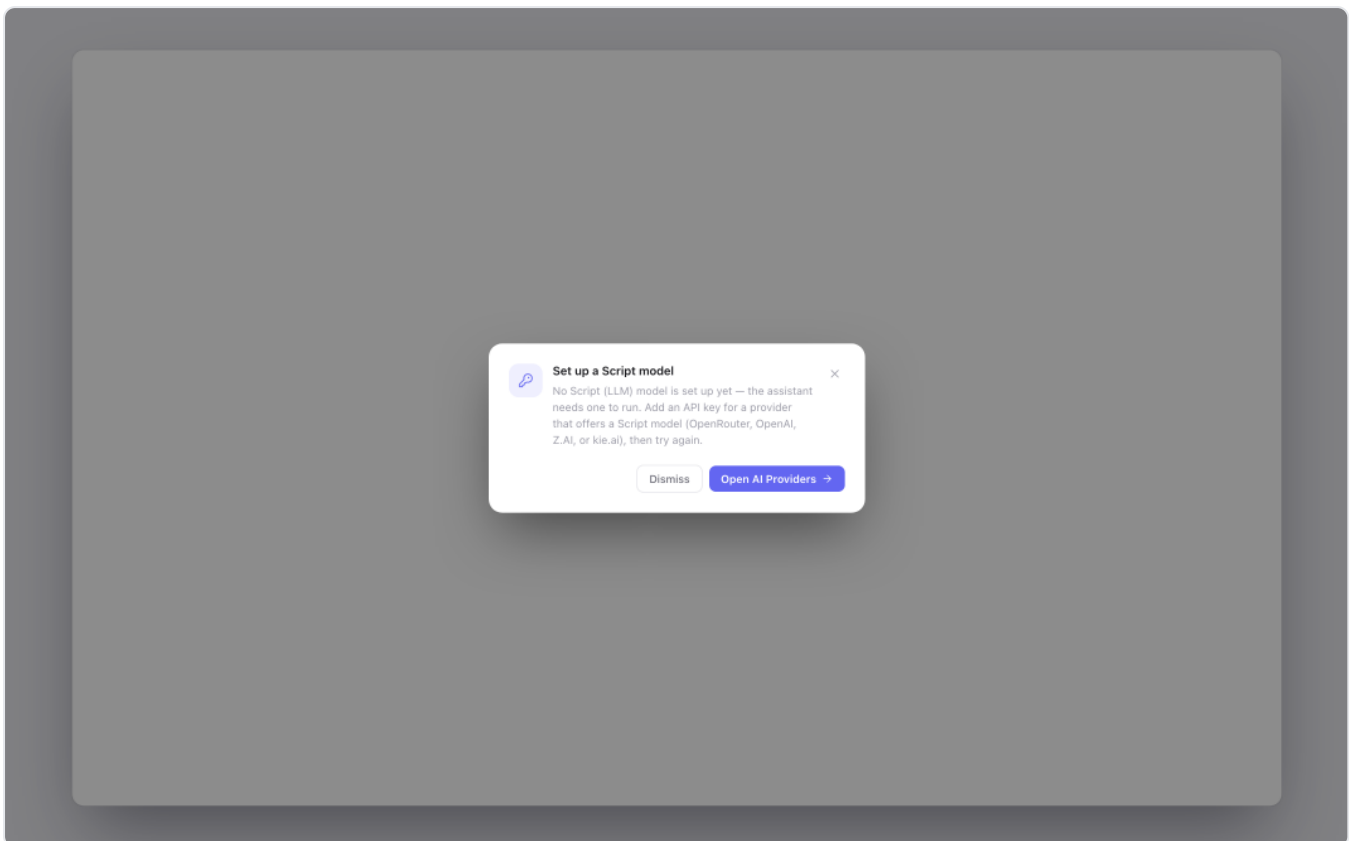 Set up a Script model
No Script (LLM) model is set up yet — the assistant
needs one to run. Add an API key for a provider
that offers a Script model (OpenRouter, OpenAI,
Z.AI, or kie.ai), then try again.
Dismiss
Open AI Providers →